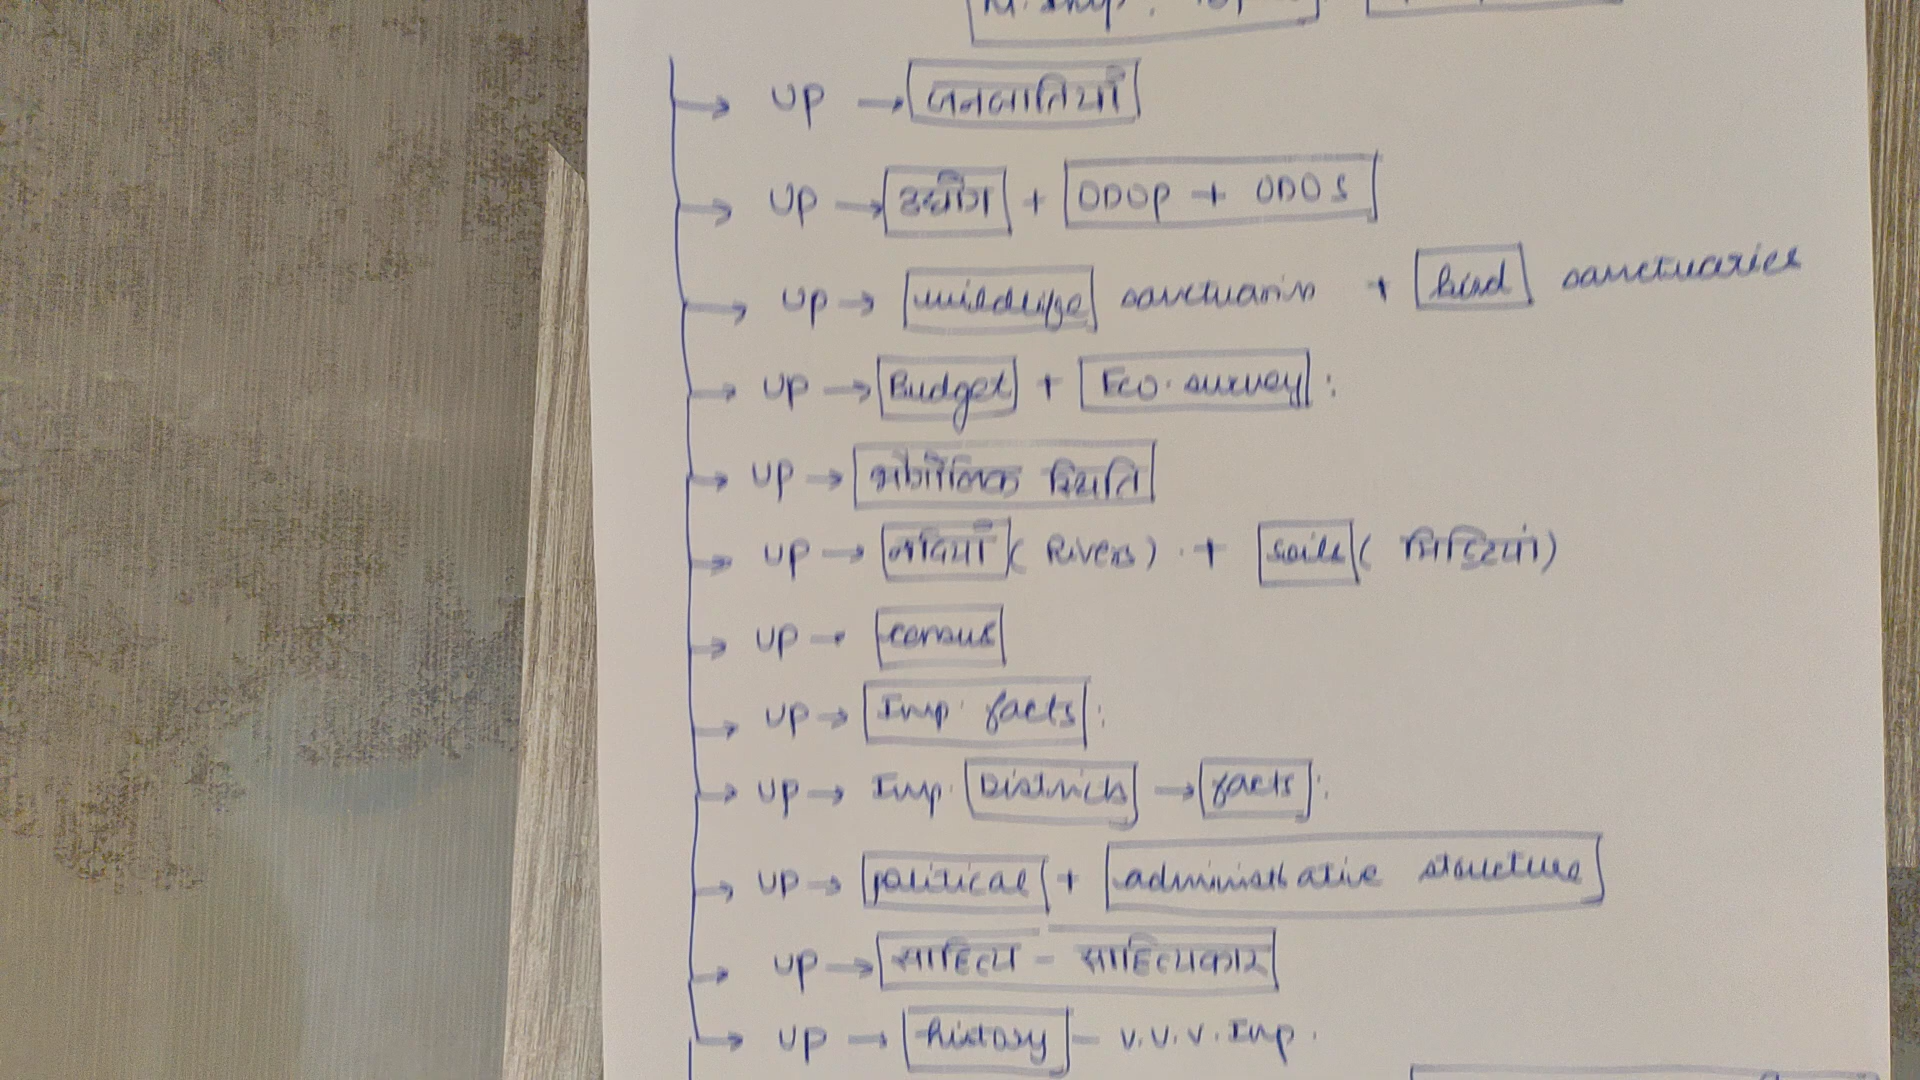 UP → जनजातियाँ
UP → उद्योग + ODOP + ODOS
UP → wildlife sanctuaries + bird sanctuaries
UP → Budget + Eco. survey :
UP → भौगोलिक स्थिति
UP → नदियाँ ( Rivers ) + soils ( मिट्टियां )
UP → census
UP → Imp. facts :
UP → Imp. Districts → facts :
UP → political + administrative structure
UP → साहित्य - साहित्यकार
UP → history - V.V.V. Imp.